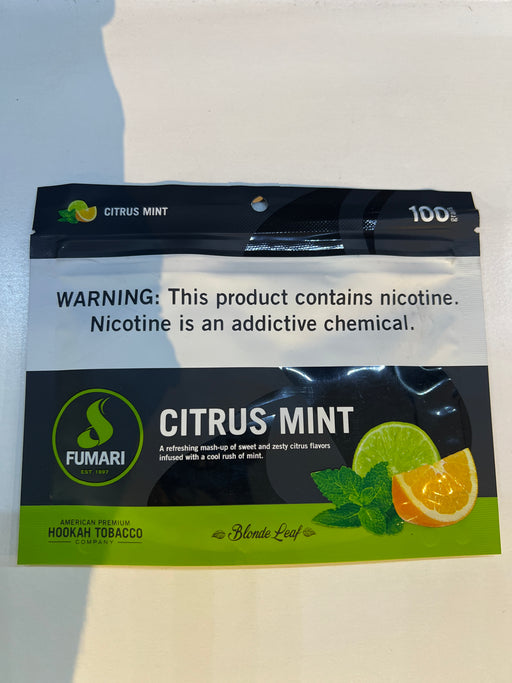 CITRUS MINT
100
WARNING: This product contains nicotine.
Nicotine is an addictive chemical.
FUMARI
EST. 1997
CITRUS MINT
A refreshing mash-up of sweet and zesty citrus flavors
infused with a cool rush of mint.
AMERICAN PREMIUM
HOOKAH TOBACCO
COMPANY
Blonde Leaf